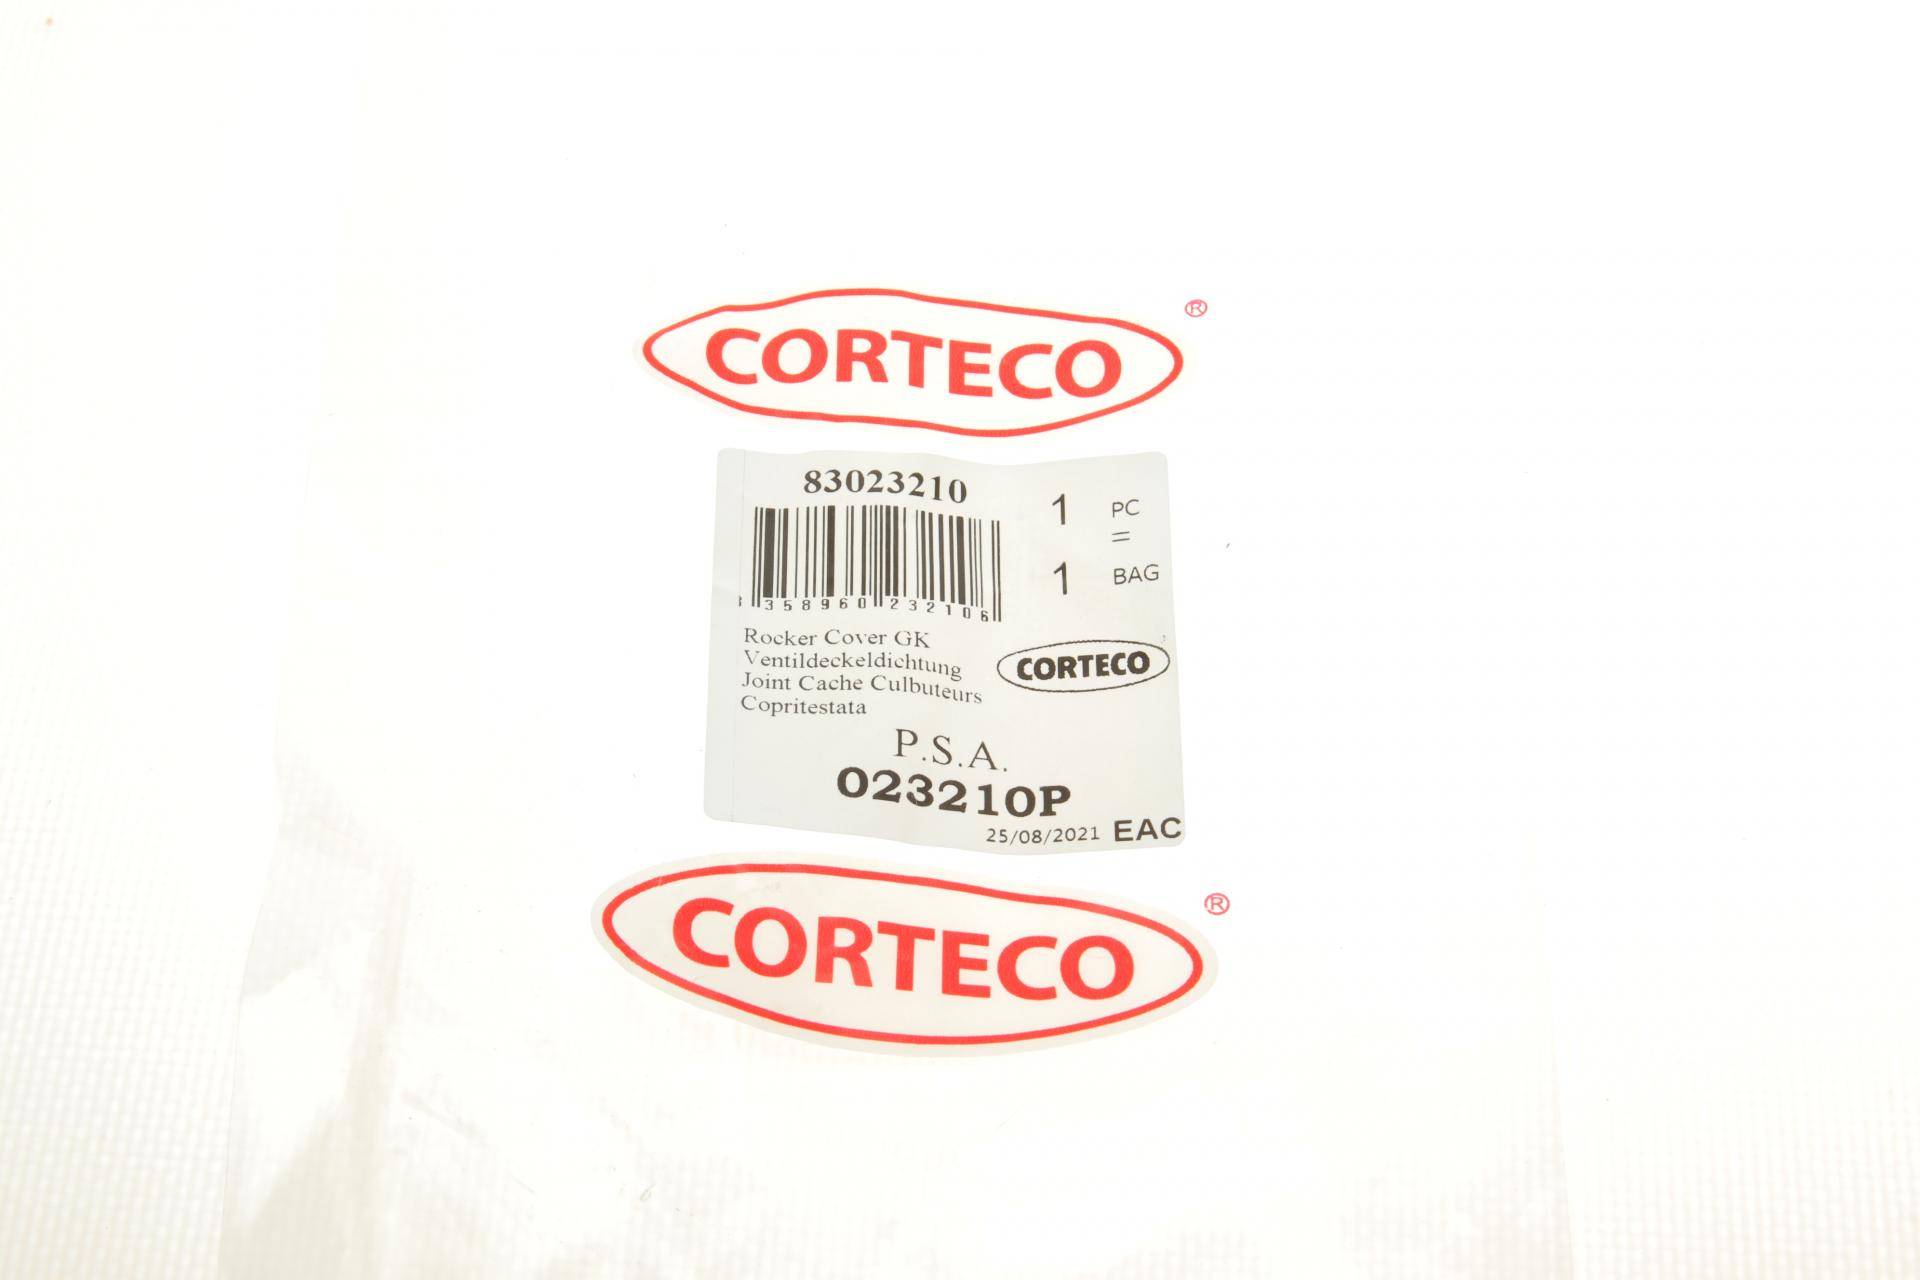 CORTECO ®
83023210
1 PC
=
1 BAG
3 358960 232106
Rocker Cover GK
Ventildeckeldichtung
Joint Cache Culbuteurs
Copritestata
CORTECO
P.S.A.
023210P
25/08/2021 EAC
CORTECO ®